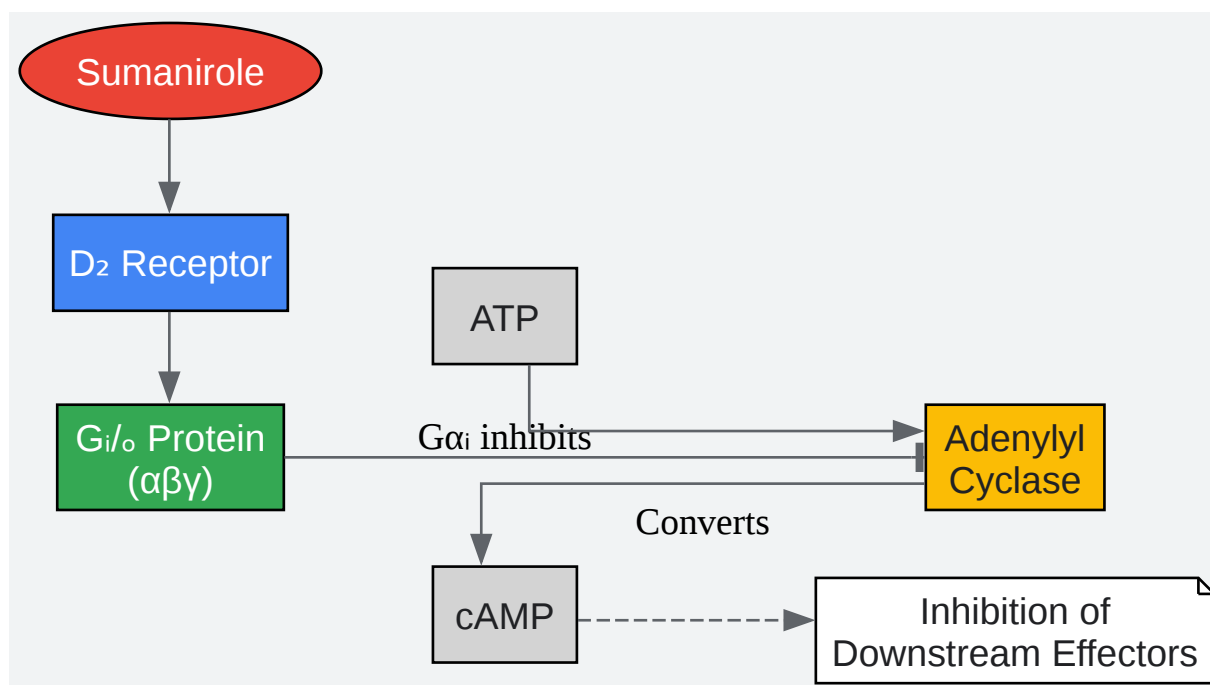 Sumanirole
D₂ Receptor
ATP
Gᵢ/ₒ Protein
(αβγ)
Gαᵢ inhibits
Adenylyl
Cyclase
Converts
cAMP
Inhibition of
Downstream Effectors